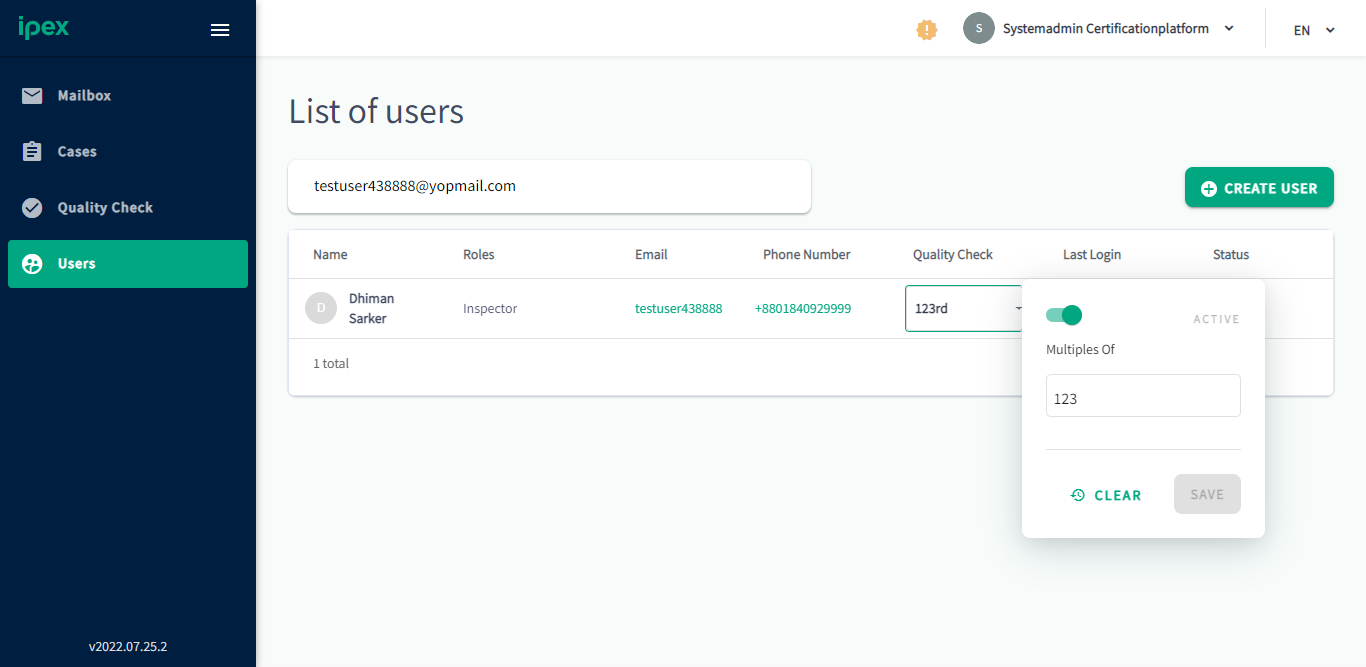 ipex
S
Systemadmin Certificationplatform
EN
Mailbox
Cases
Quality Check
Users
v2022.07.25.2
List of users
testuser438888@yopmail.com
CREATE USER
Name Roles Email Phone Number Quality Check Last Login Status
D
Dhiman
Sarker
Inspector testuser438888 +8801840929999 123rd
1 total
ACTIVE
Multiples Of
123
CLEAR SAVE